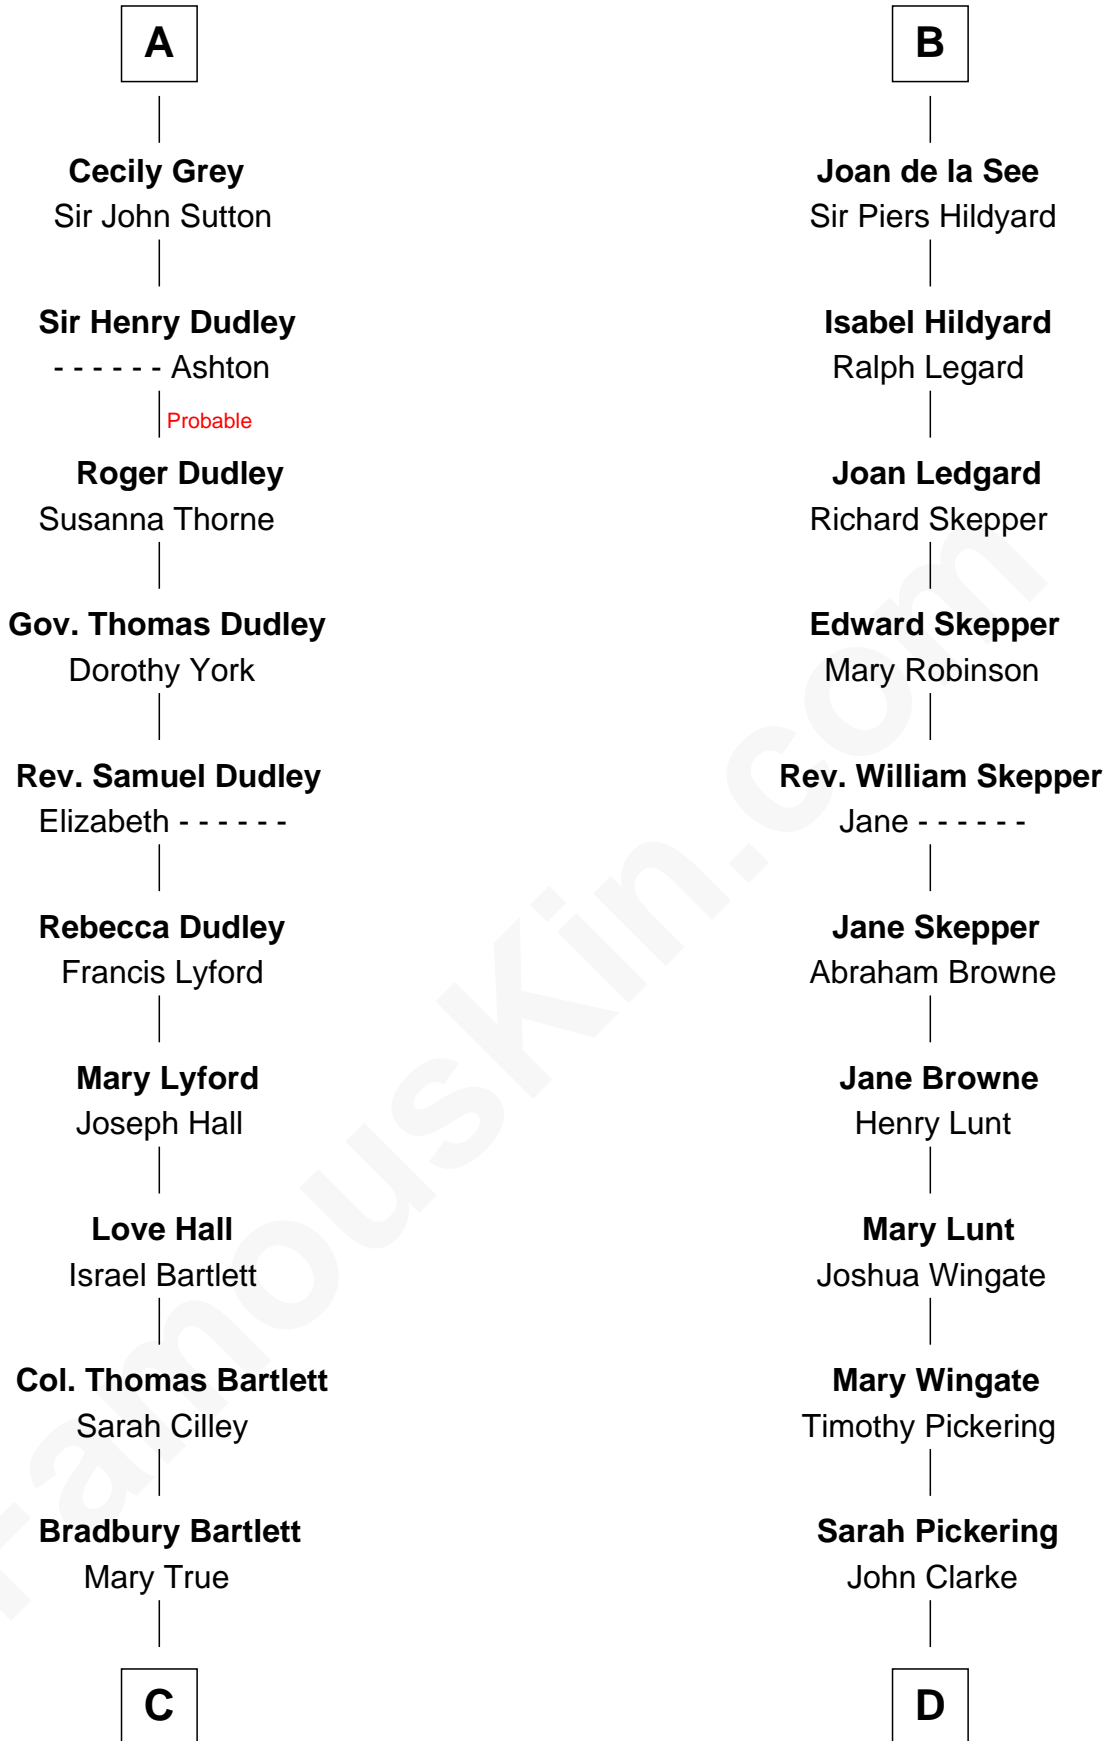 A
Cecily Grey
Sir John Sutton
Sir Henry Dudley
- - - - - - Ashton
Probable
Roger Dudley
Susanna Thorne
Gov. Thomas Dudley
Dorothy York
Rev. Samuel Dudley
Elizabeth - - - - - -
Rebecca Dudley
Francis Lyford
Mary Lyford
Joseph Hall
Love Hall
Israel Bartlett
Col. Thomas Bartlett
Sarah Cilley
Bradbury Bartlett
Mary True
C
B
Joan de la See
Sir Piers Hildyard
Isabel Hildyard
Ralph Legard
Joan Ledgard
Richard Skepper
Edward Skepper
Mary Robinson
Rev. William Skepper
Jane - - - - - -
Jane Skepper
Abraham Browne
Jane Browne
Henry Lunt
Mary Lunt
Joshua Wingate
Mary Wingate
Timothy Pickering
Sarah Pickering
John Clarke
D
FamousKin.com